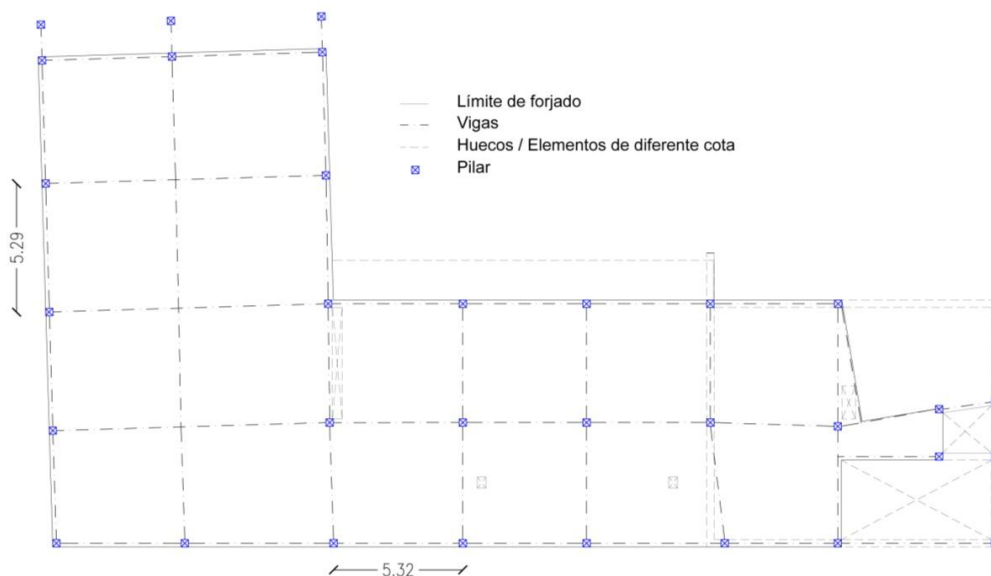 Límite de forjado
Vigas
Huecos / Elementos de diferente cota
Pilar
5.29
5.32